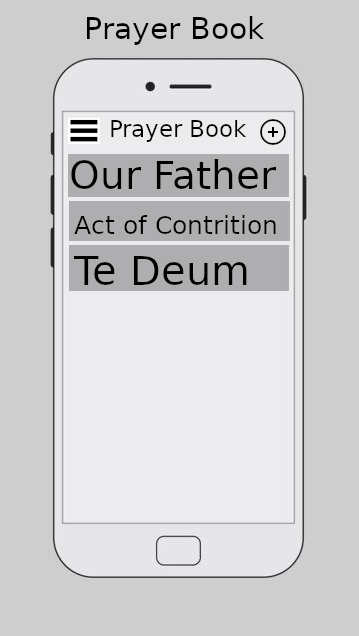 Prayer Book
Prayer Book
Our Father
Act of Contrition
Te Deum